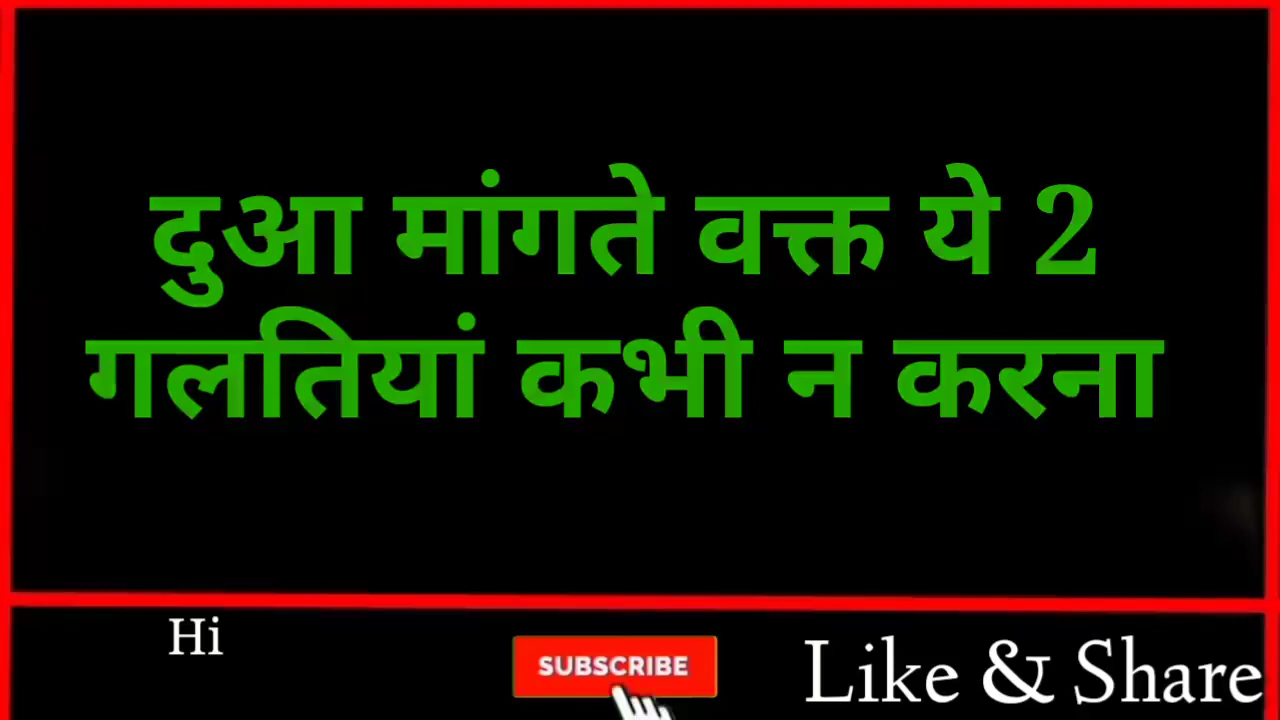 दुआ मांगते वक्त ये 2
गलतियां कभी न करना
Hi
SUBSCRIBE
Like & Share